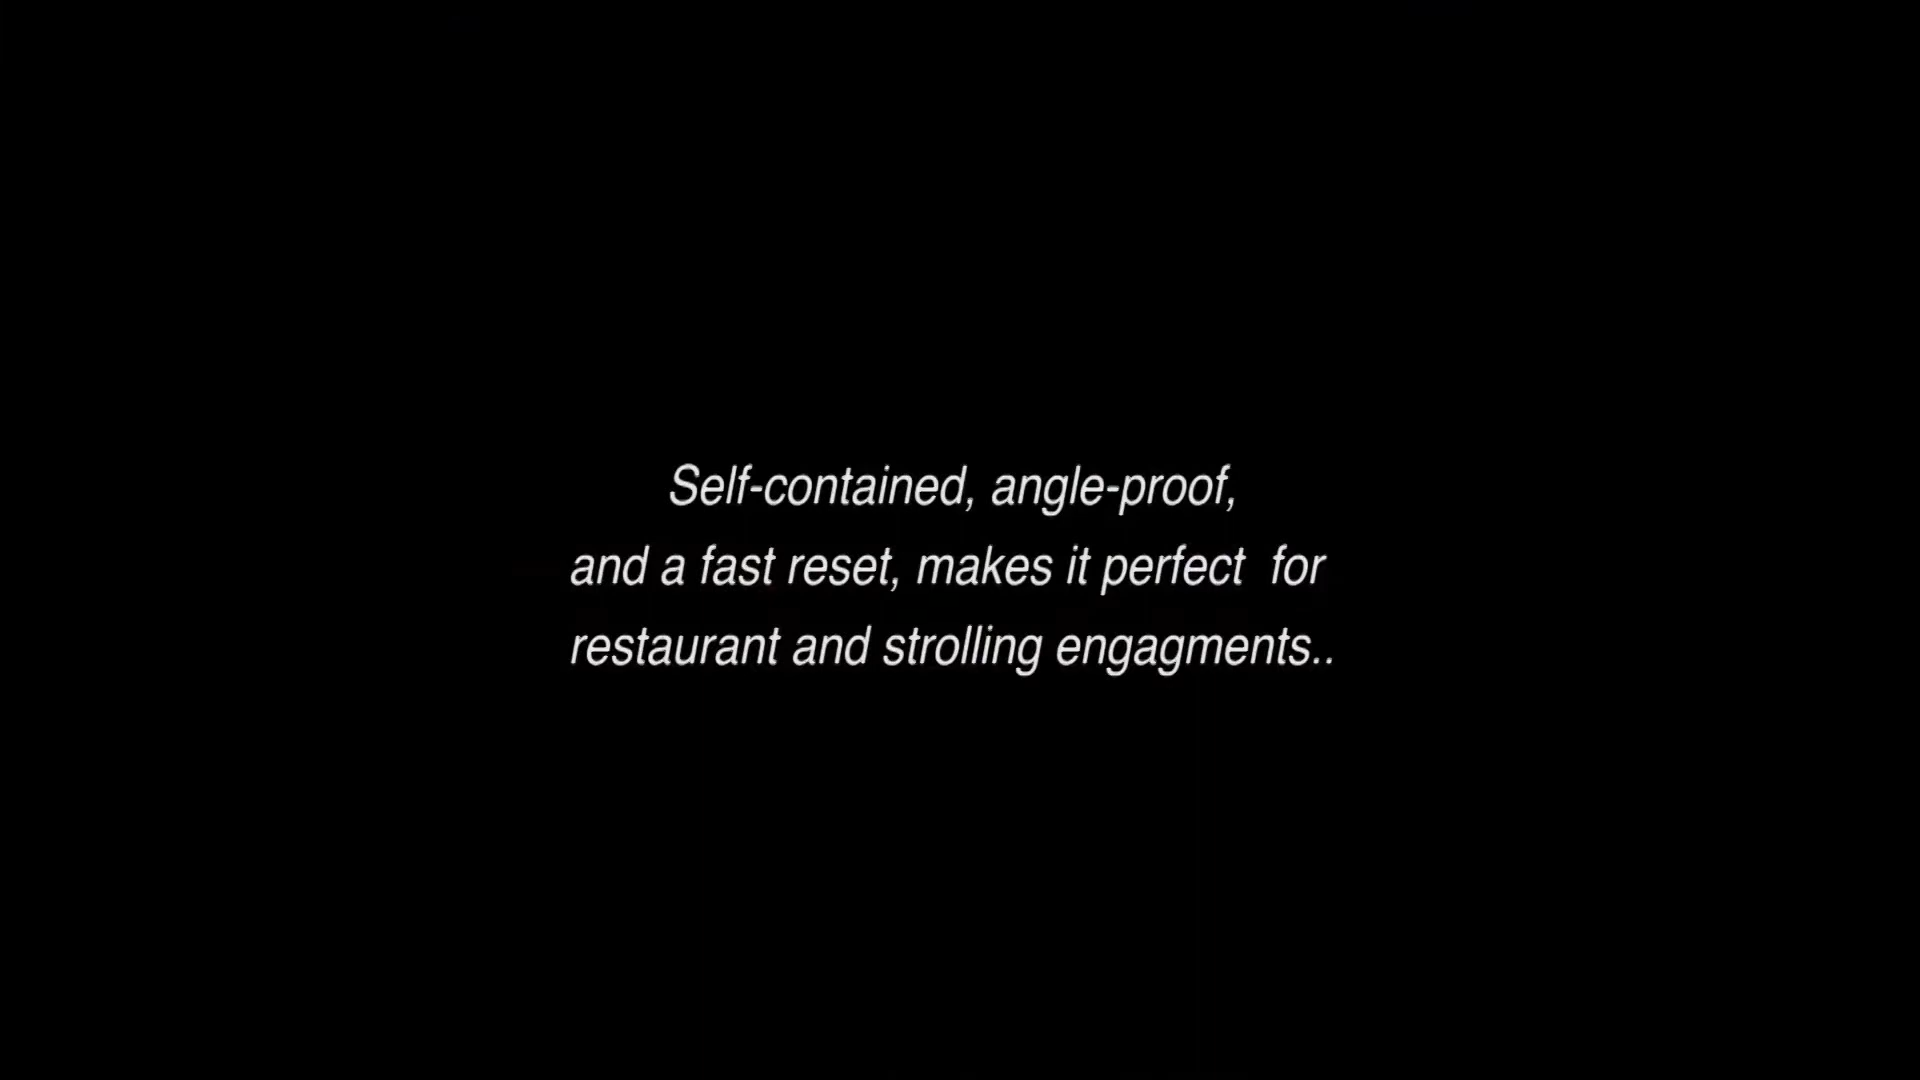 Self-contained, angle-proof,
and a fast reset, makes it perfect  for
restaurant and strolling engagments..